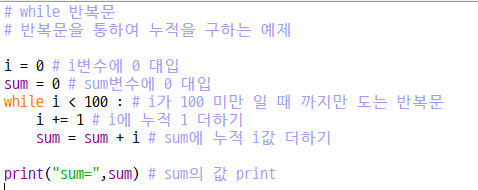 # while 반복문
# 반복문을 통하여 누적을 구하는 예제
i = 0 # i변수에 0 대입
sum = 0 # sum변수에 0 대입
while i < 100 : # i가 100 미만 일 때 까지만 도는 반복문
    i += 1 # i에 누적 1 더하기
    sum = sum + i # sum에 누적 i값 더하기
print("sum=",sum) # sum의 값 print